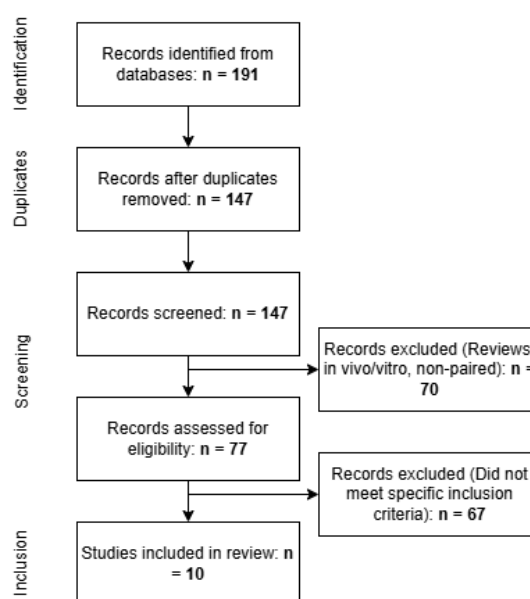 Identification
Records identified from
databases: n = 191
Duplicates
Records after duplicates
removed: n = 147
Screening
Records screened: n = 147
Records excluded (Reviews,
in vivo/vitro, non-paired): n =
70
Records assessed for
eligibility: n = 77
Records excluded (Did not
meet specific inclusion
criteria): n = 67
Inclusion
Studies included in review: n
= 10